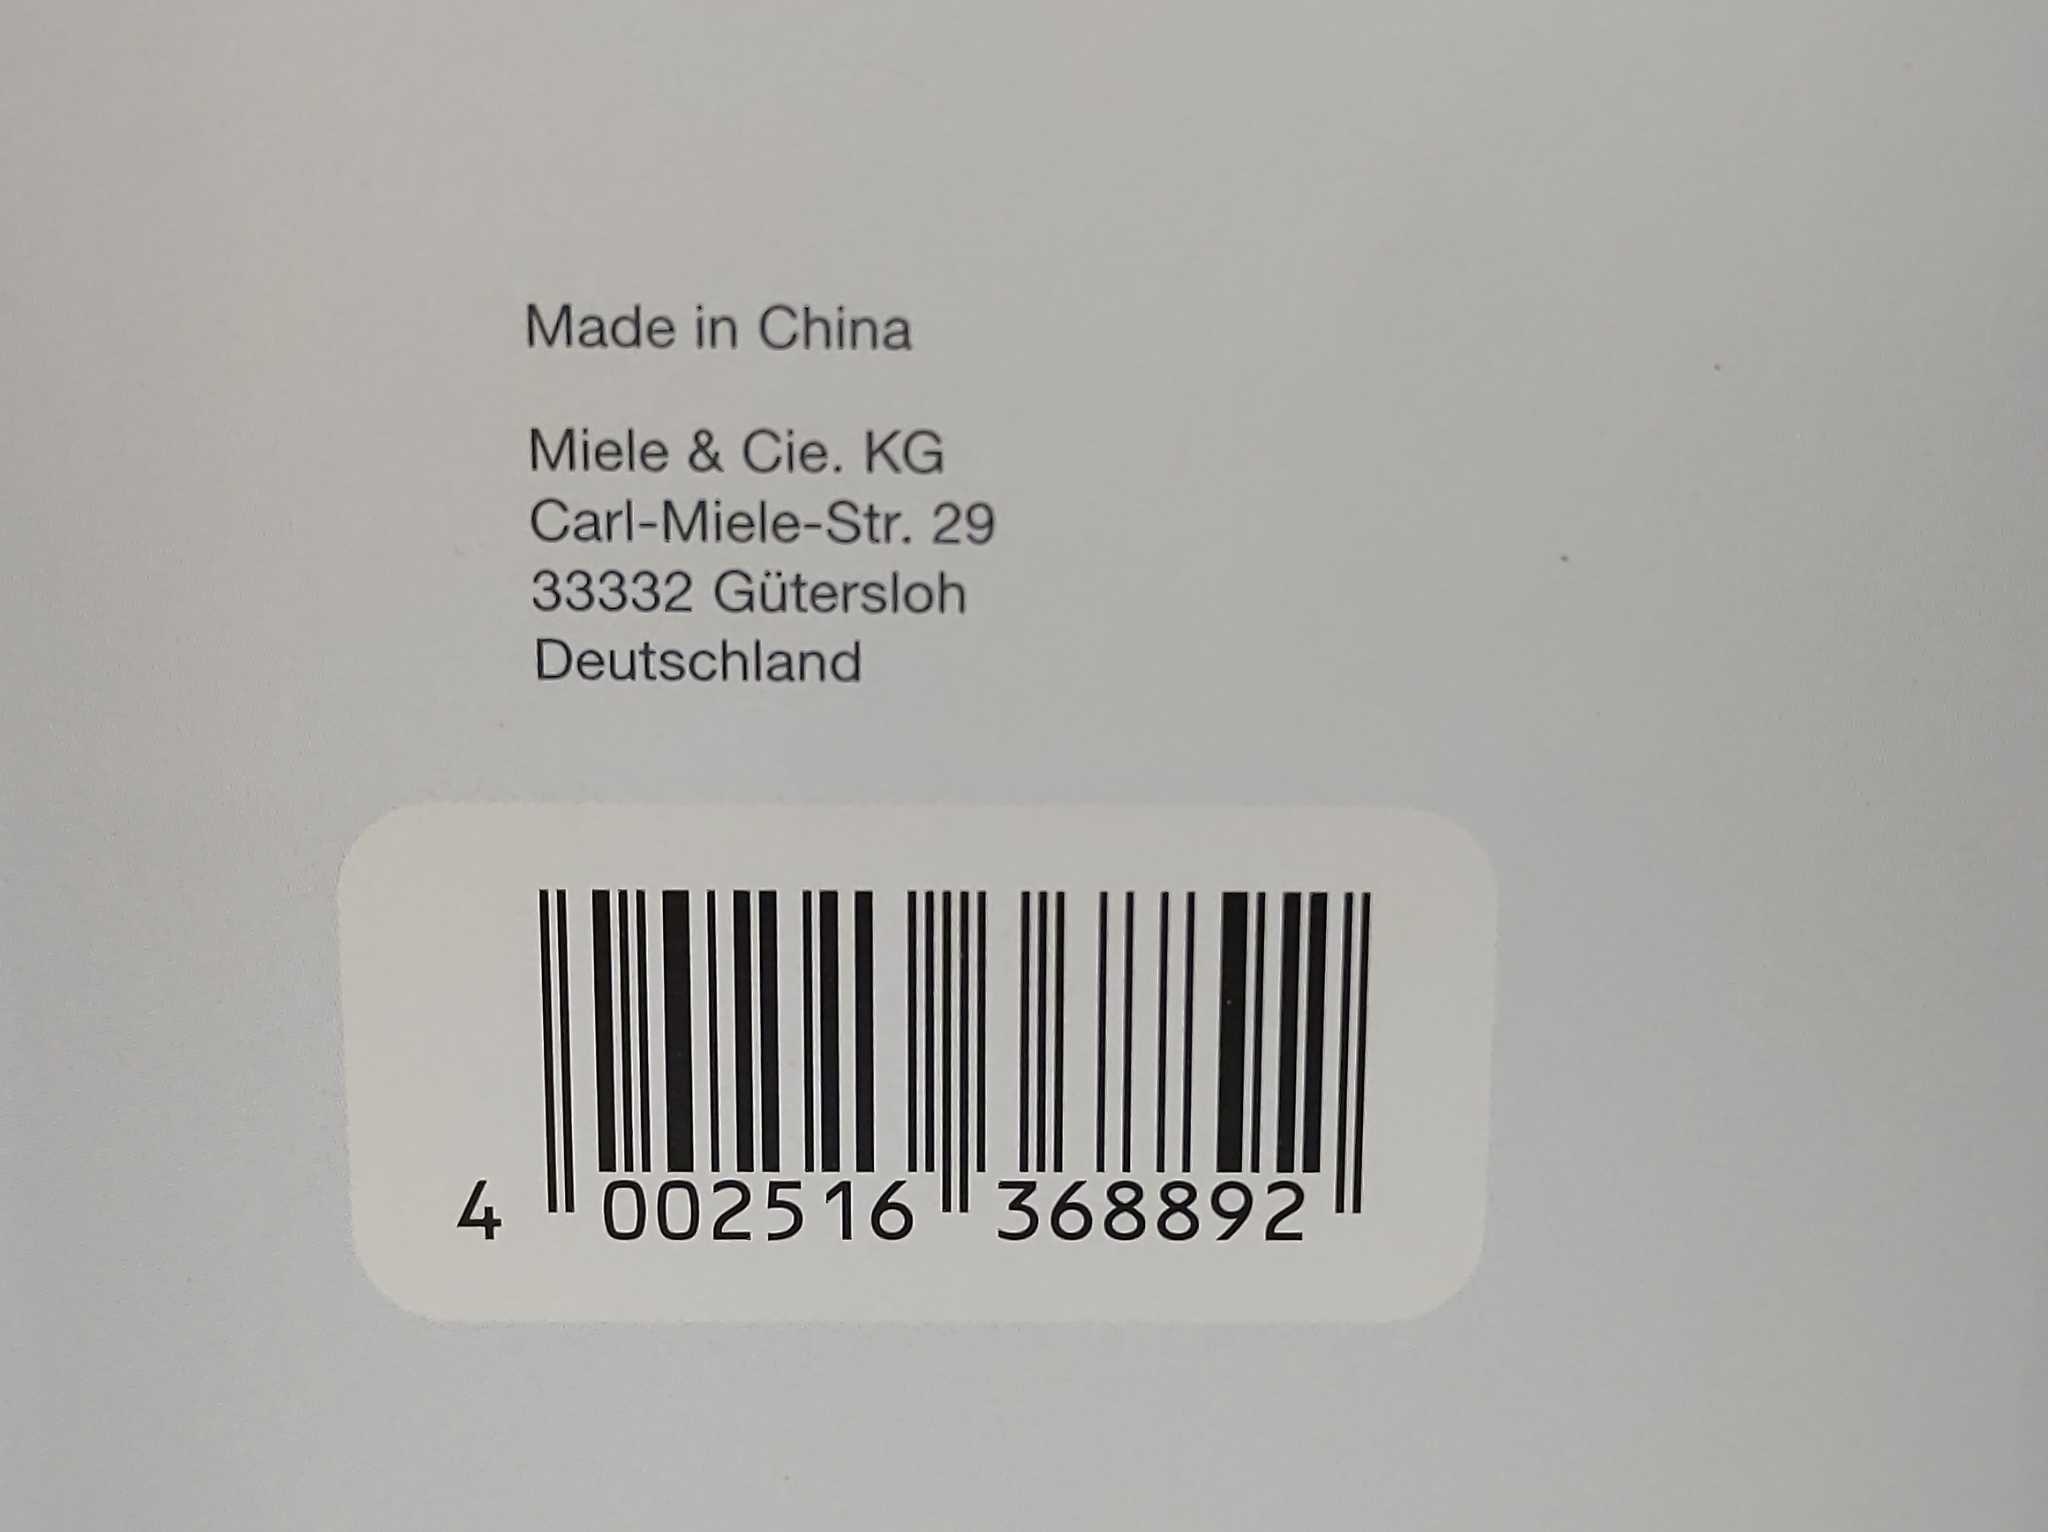 Made in China
Miele & Cie. KG
Carl-Miele-Str. 29
33332 Gütersloh
Deutschland
4 002516 368892